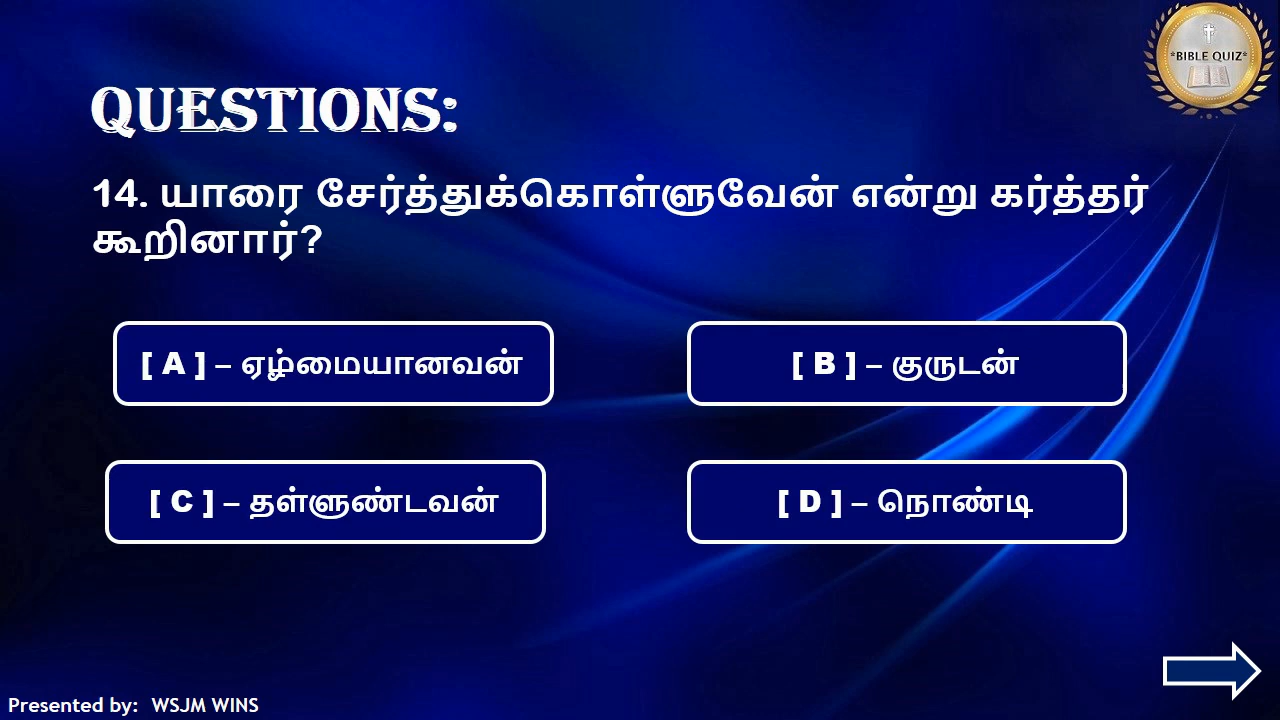 *BIBLE QUIZ*
QUESTIONS:
14. யாரை சேர்த்துக்கொள்ளுவேன் என்று கர்த்தர்
கூறினார்?
[ A ] – ஏழ்மையானவன்
[ B ] – குருடன்
[ C ] – தள்ளுண்டவன்
[ D ] – நொண்டி
Presented by: WSJM WINS